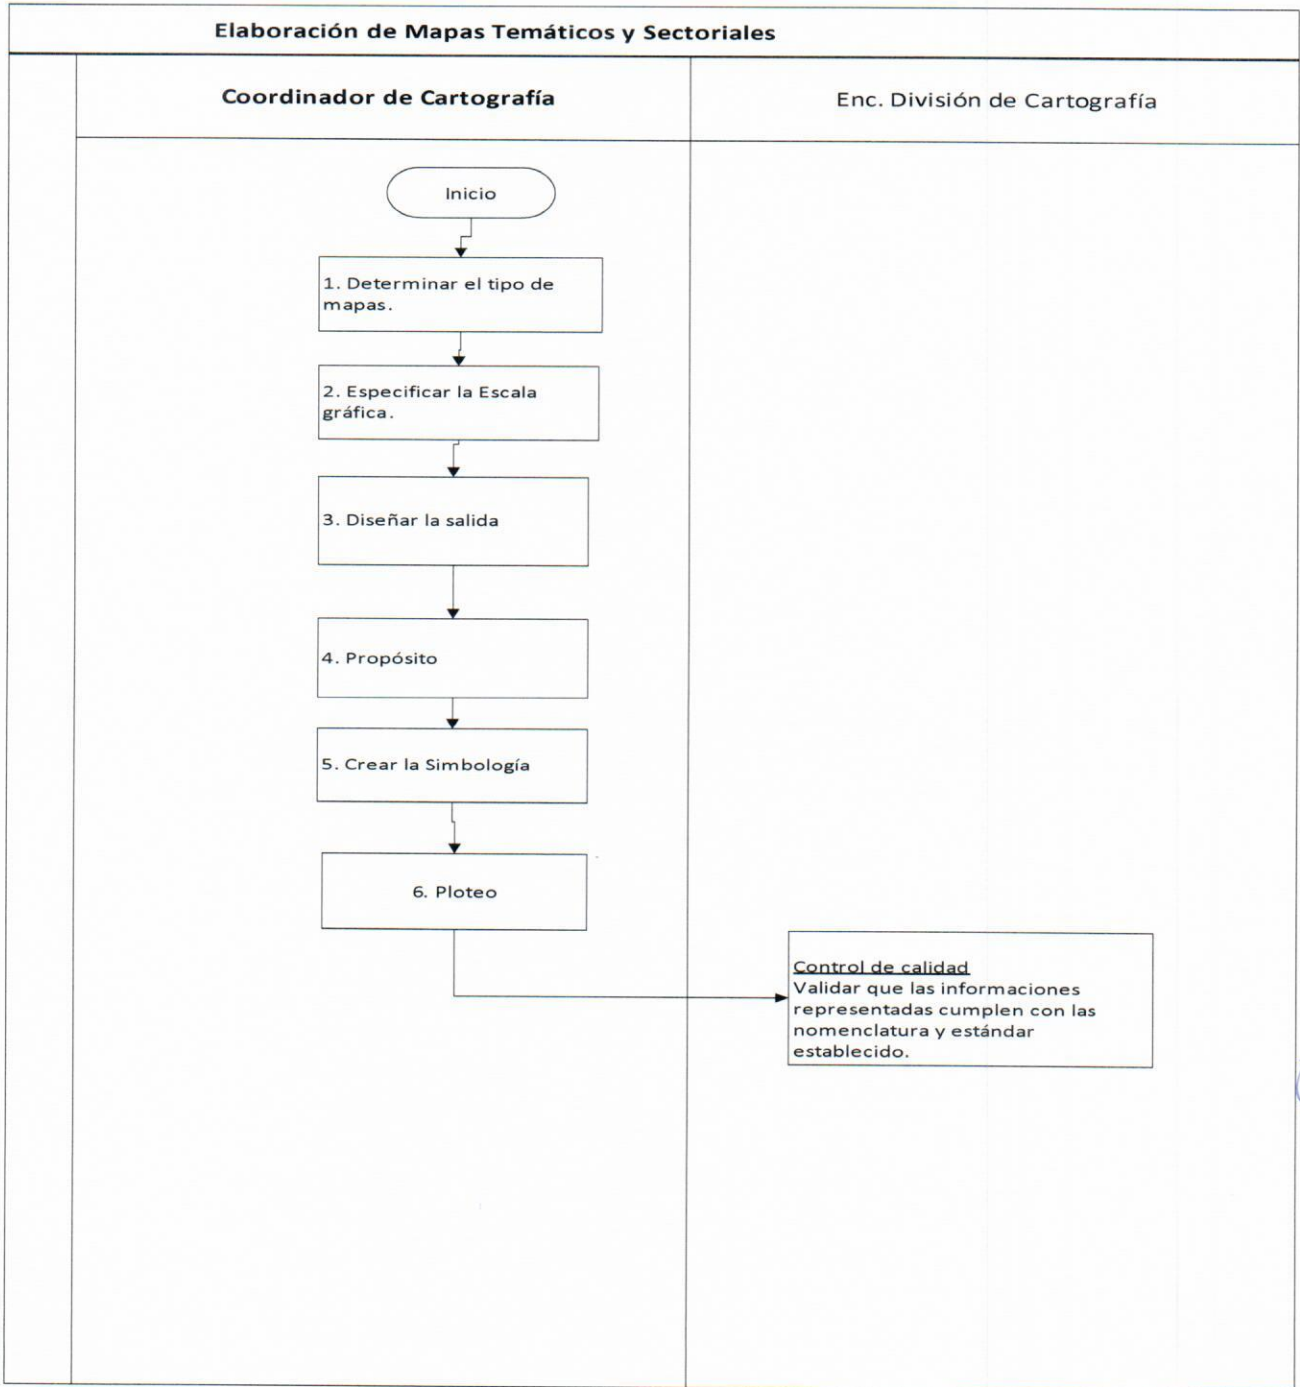 Elaboración de Mapas Temáticos y Sectoriales
Coordinador de Cartografía
Enc. División de Cartografía
Inicio
1. Determinar el tipo de
mapas.
2. Especificar la Escala
gráfica.
3. Diseñar la salida
4. Propósito
5. Crear la Simbología
6. Ploteo
Control de calidad
Validar que las informaciones
representadas cumplen con las
nomenclatura y estándar
establecido.